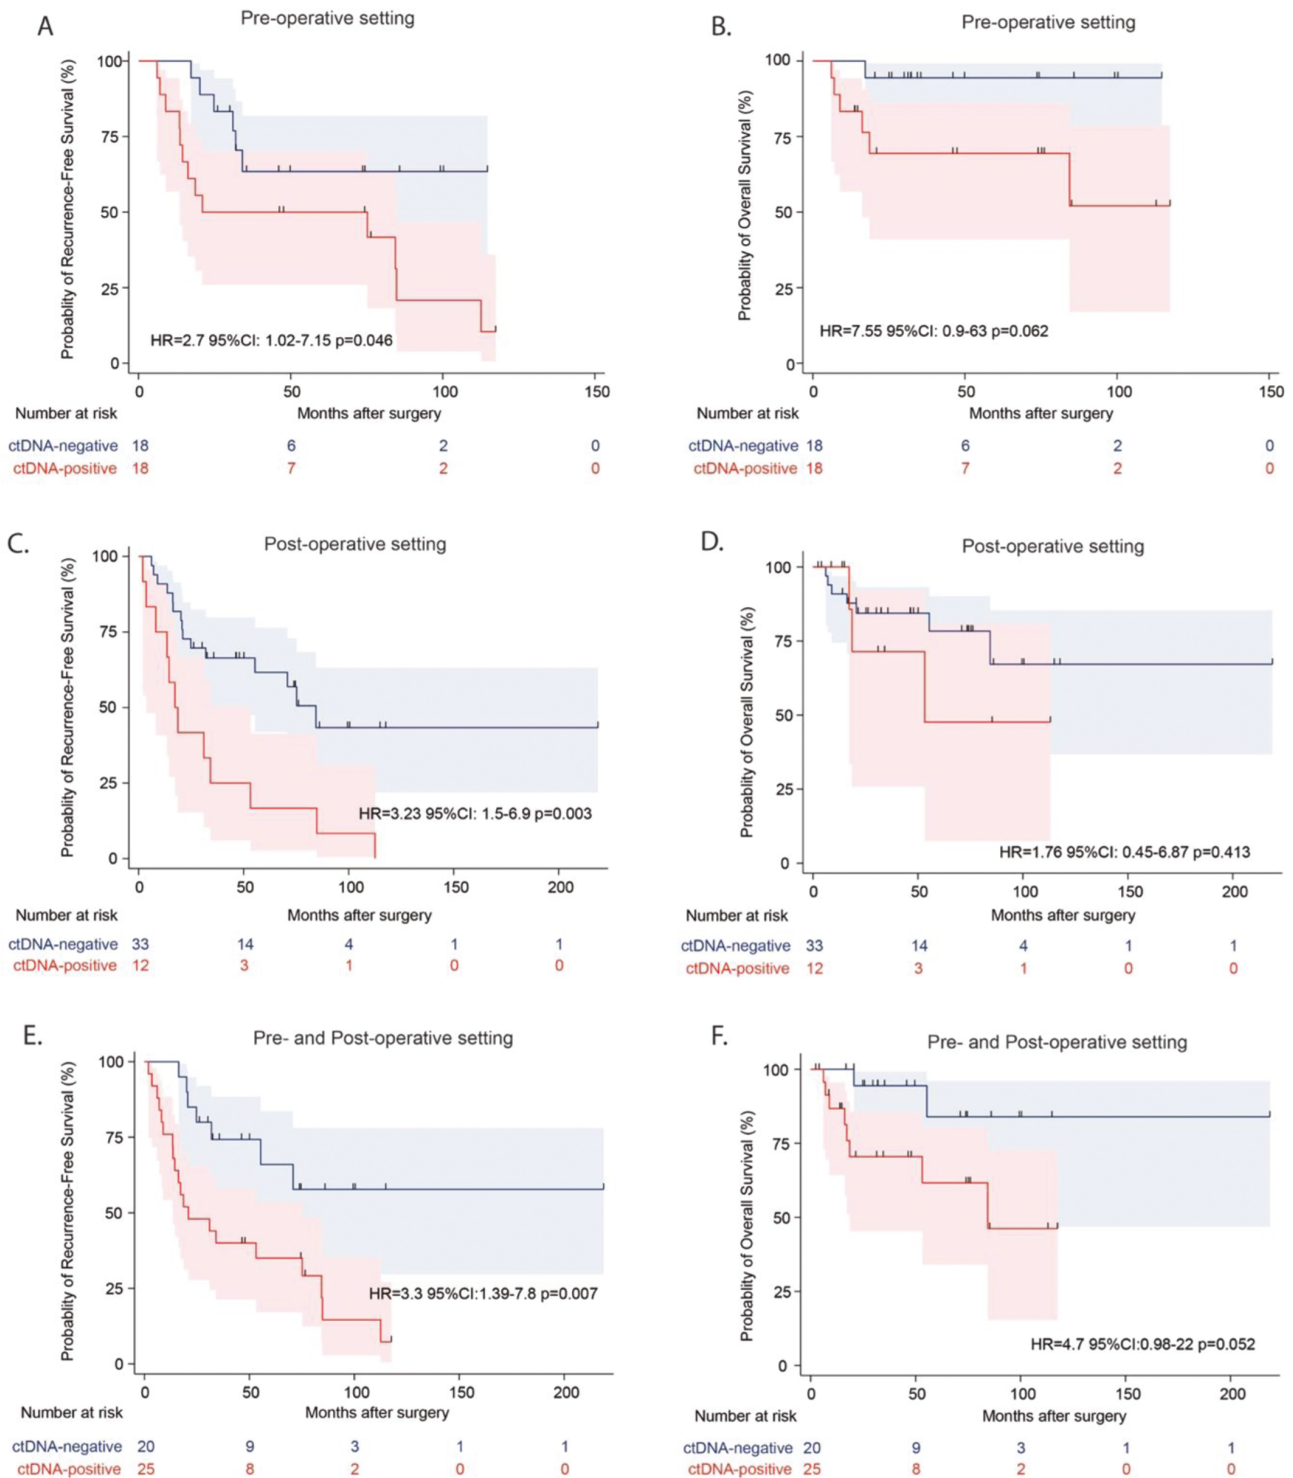 A
Pre-operative setting
Probablity of Recurrence-Free Survival (%)
100
75
50
25
0
HR=2.7 95%CI: 1.02-7.15 p=0.046
0 50 100 150
Number at risk Months after surgery
ctDNA-negative 18 6 2 0
ctDNA-positive 18 7 2 0
B.
Pre-operative setting
Probablity of Overall Survival (%)
100
75
50
25
0
HR=7.55 95%CI: 0.9-63 p=0.062
0 50 100 150
Number at risk Months after surgery
ctDNA-negative 18 6 2 0
ctDNA-positive 18 7 2 0
C.
Post-operative setting
Probablity of Recurrence-Free Survival (%)
100
75
50
25
0
HR=3.23 95%CI: 1.5-6.9 p=0.003
0 50 100 150 200
Number at risk Months after surgery
ctDNA-negative 33 14 4 1 1
ctDNA-positive 12 3 1 0 0
D.
Post-operative setting
Probablity of Overall Survival (%)
100
75
50
25
0
HR=1.76 95%CI: 0.45-6.87 p=0.413
0 50 100 150 200
Number at risk Months after surgery
ctDNA-negative 33 14 4 1 1
ctDNA-positive 12 3 1 0 0
E.
Pre- and Post-operative setting
Probablity of Recurrence-Free Survival (%)
100
75
50
25
0
HR=3.3 95%CI:1.39-7.8 p=0.007
0 50 100 150 200
Number at risk Months after surgery
ctDNA-negative 20 9 3 1 1
ctDNA-positive 25 8 2 0 0
F.
Pre- and Post-operative setting
Probablity of Overall Survival (%)
100
75
50
25
0
HR=4.7 95%CI:0.98-22 p=0.052
0 50 100 150 200
Number at risk Months after surgery
ctDNA-negative 20 9 3 1 1
ctDNA-positive 25 8 2 0 0